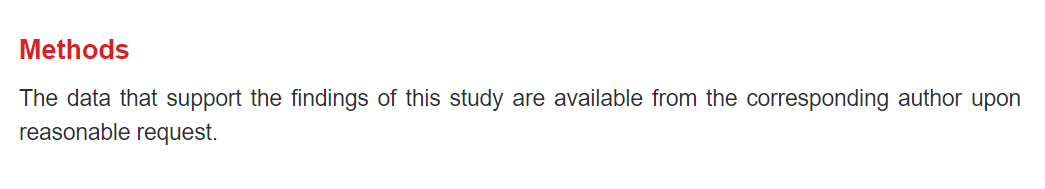 Methods
The data that support the findings of this study are available from the corresponding author upon
reasonable request.